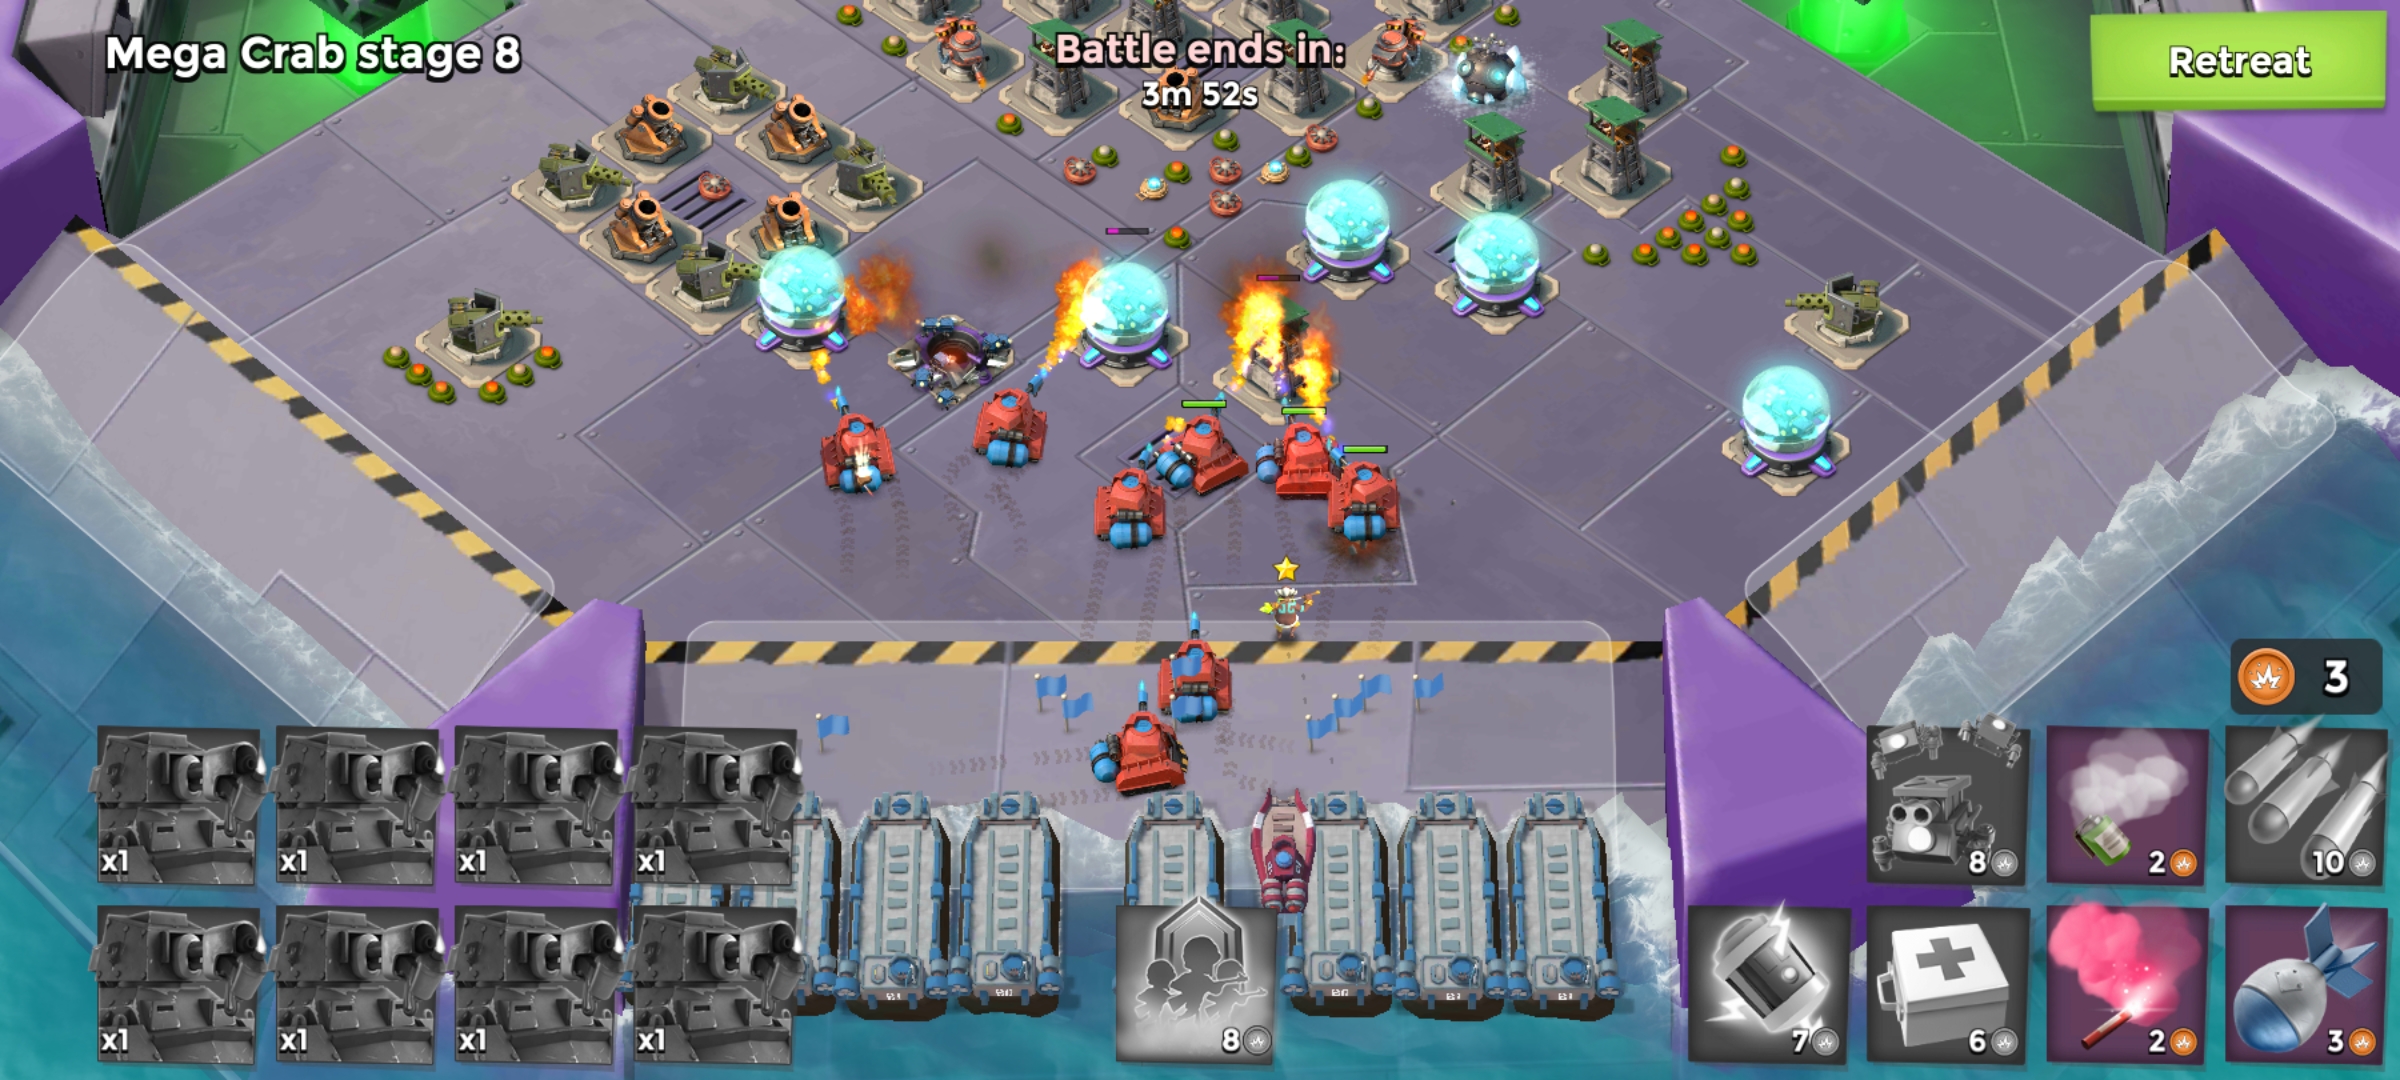 Mega Crab stage 8
Battle ends in:
3m 52s
Retreat
3
x1
x1
x1
x1
8
2
10
x1
x1
x1
x1
8
7
6
2
3